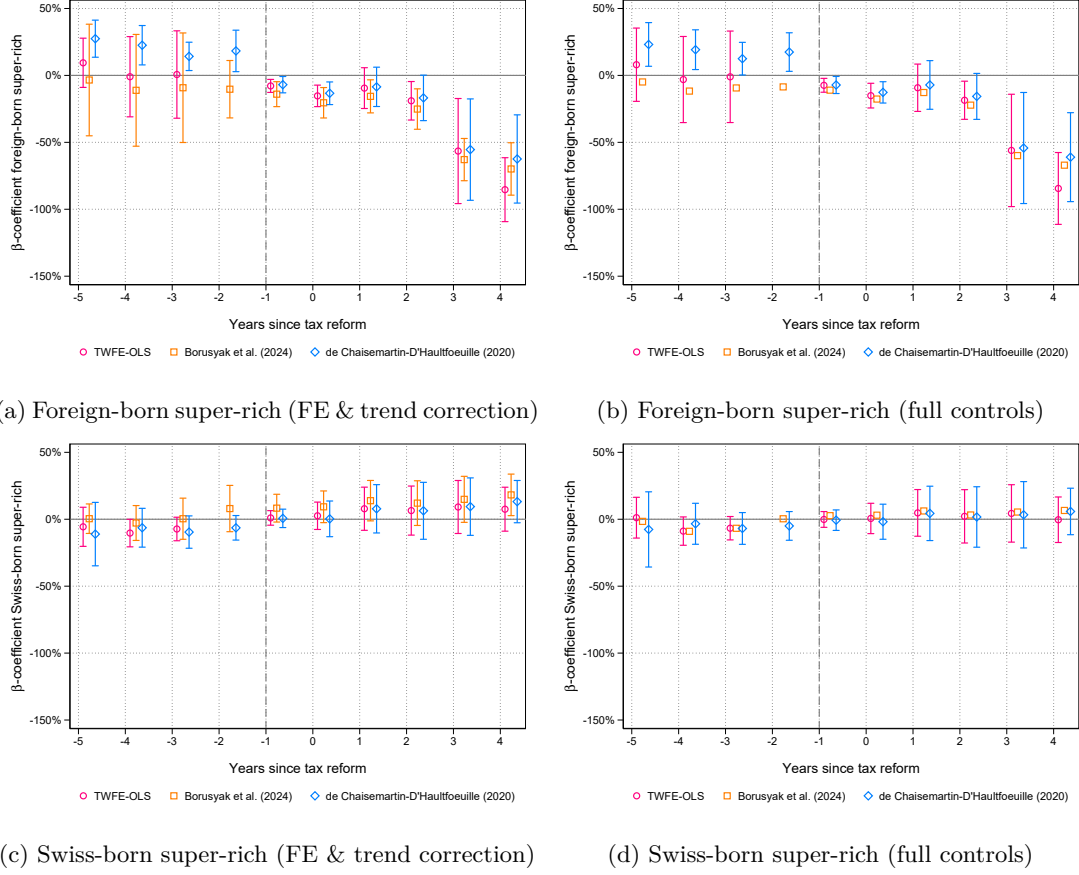 50%
0%
-50%
-100%
-150%
β-coefficient foreign-born super-rich
-5 -4 -3 -2 -1 0 1 2 3 4
Years since tax reform
TWFE-OLS Borusyak et al. (2024) de Chaisemartin-D'Haultfoeuille (2020)
(a) Foreign-born super-rich (FE & trend correction)
50%
0%
-50%
-100%
-150%
β-coefficient foreign-born super-rich
-5 -4 -3 -2 -1 0 1 2 3 4
Years since tax reform
TWFE-OLS Borusyak et al. (2024) de Chaisemartin-D'Haultfoeuille (2020)
(b) Foreign-born super-rich (full controls)
50%
0%
-50%
-100%
-150%
β-coefficient Swiss-born super-rich
-5 -4 -3 -2 -1 0 1 2 3 4
Years since tax reform
TWFE-OLS Borusyak et al. (2024) de Chaisemartin-D'Haultfoeuille (2020)
(c) Swiss-born super-rich (FE & trend correction)
50%
0%
-50%
-100%
-150%
β-coefficient Swiss-born super-rich
-5 -4 -3 -2 -1 0 1 2 3 4
Years since tax reform
TWFE-OLS Borusyak et al. (2024) de Chaisemartin-D'Haultfoeuille (2020)
(d) Swiss-born super-rich (full controls)